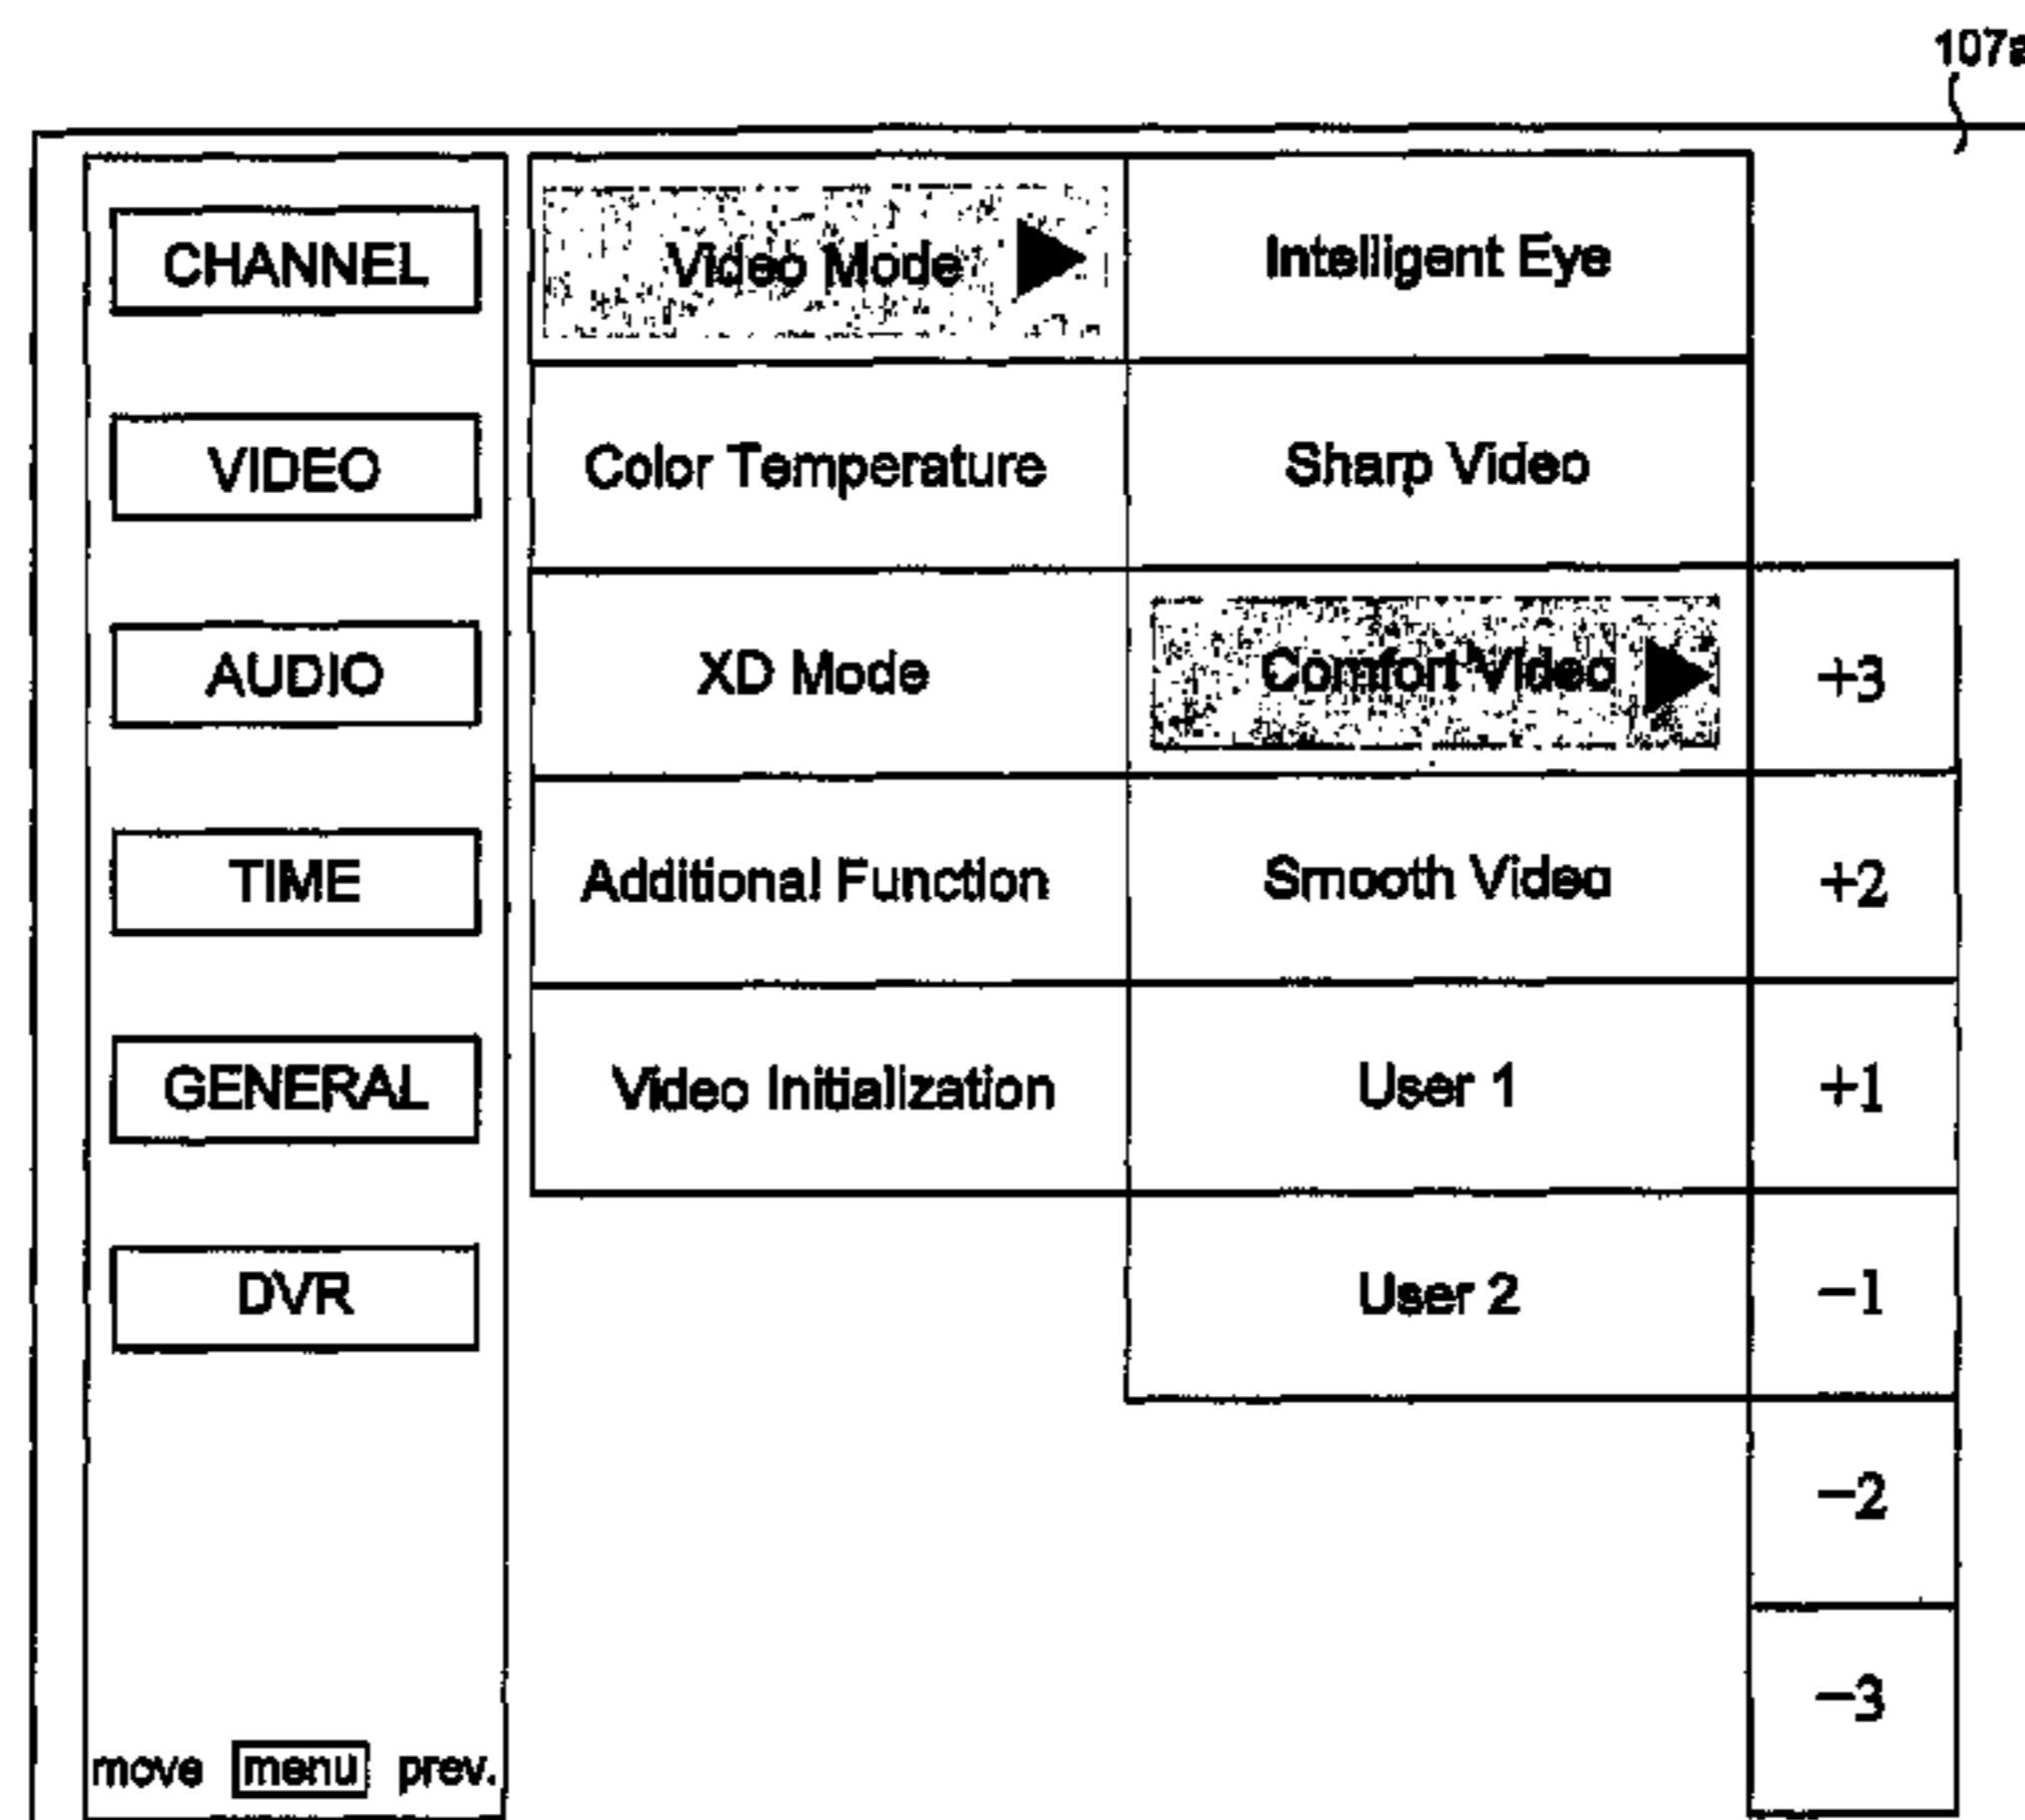 107a
CHANNEL
VIDEO
AUDIO
TIME
GENERAL
DVR
move menu prev.
Video Mode
Color Temperature
XD Mode
Additional Function
Video Initialization
Intelligent Eye
Sharp Video
Comfort Video
Smooth Video
User 1
User 2
+3
+2
+1
−1
−2
−3